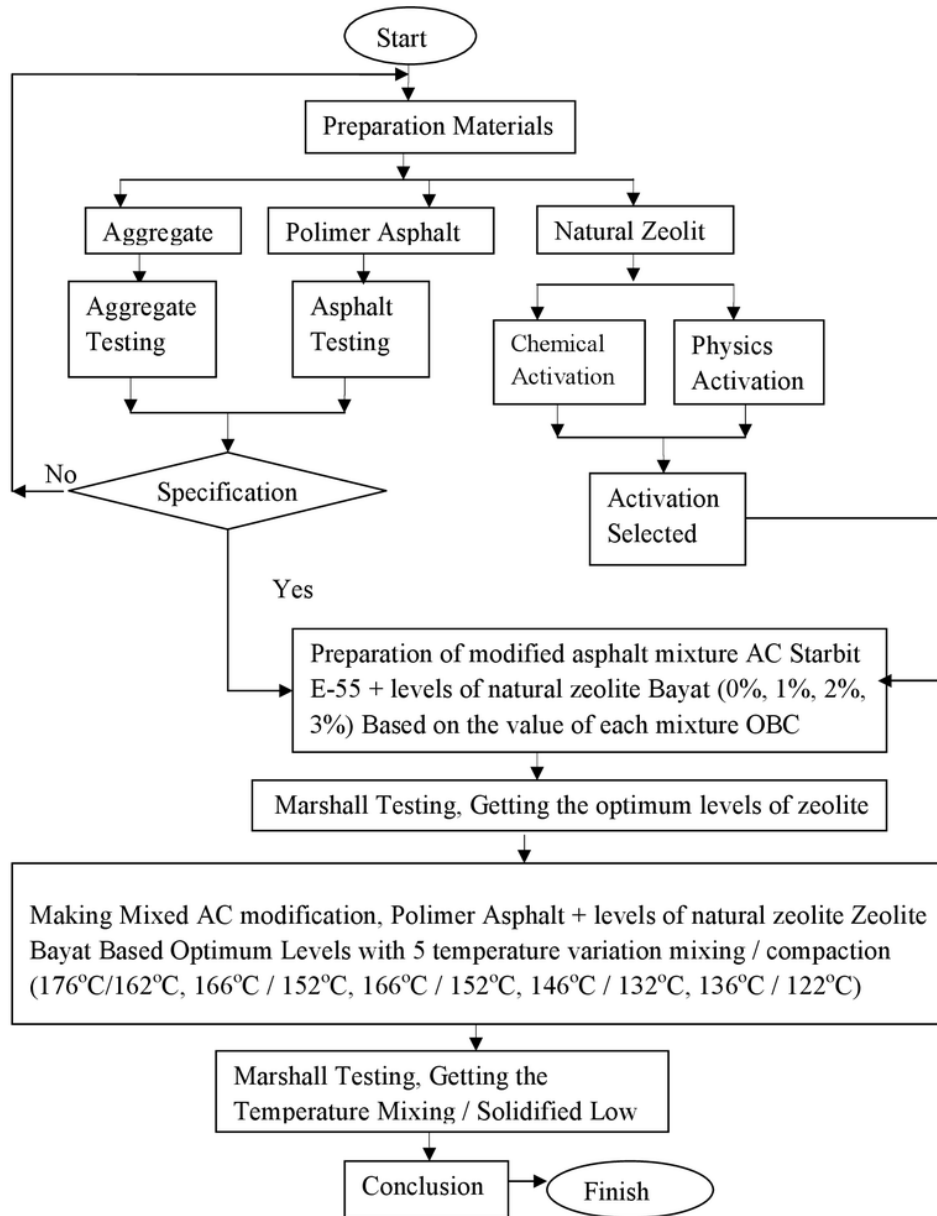 Start
Preparation Materials
Aggregate
Polimer Asphalt
Natural Zeolit
Aggregate
Testing
Asphalt
Testing
Chemical
Activation
Physics
Activation
No
Specification
Activation
Selected
Yes
Preparation of modified asphalt mixture AC Starbit
E-55 + levels of natural zeolite Bayat (0%, 1%, 2%,
3%) Based on the value of each mixture OBC
Marshall Testing, Getting the optimum levels of zeolite
Making Mixed AC modification, Polimer Asphalt + levels of natural zeolite Zeolite
Bayat Based Optimum Levels with 5 temperature variation mixing / compaction
(176°C/162°C, 166°C / 152°C, 166°C / 152°C, 146°C / 132°C, 136°C / 122°C)
Marshall Testing, Getting the
Temperature Mixing / Solidified Low
Conclusion
Finish